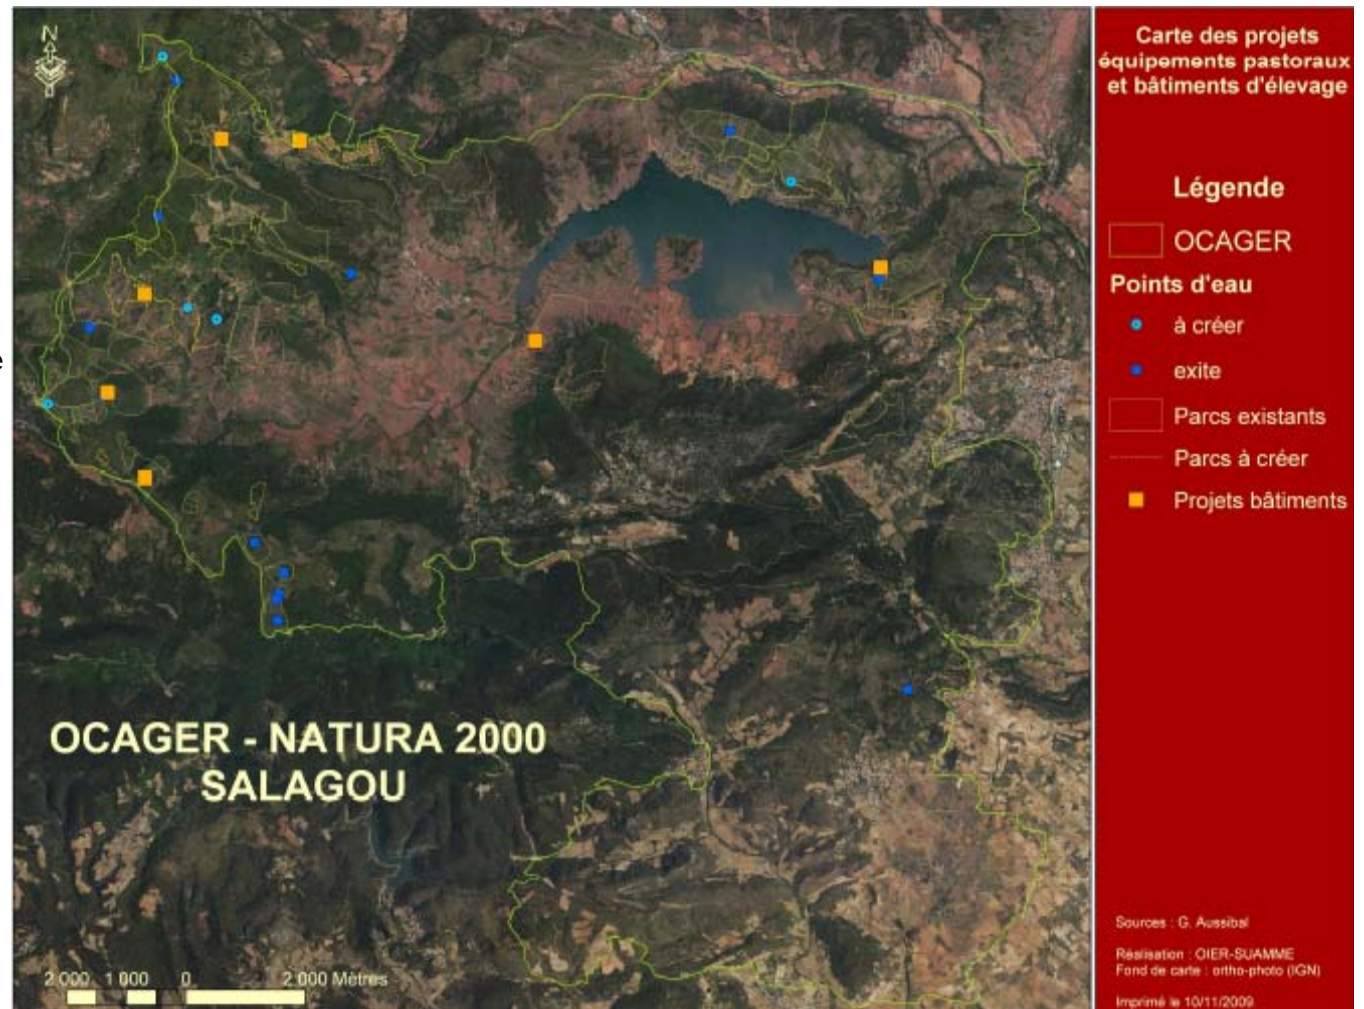 N
Carte des projets
équipements pastoraux
et bâtiments d'élevage
Légende
OCAGER
Points d'eau
à créer
exite
Parcs existants
Parcs à créer
Projets bâtiments
e
OCAGER - NATURA 2000
SALAGOU
2 000 1 000 0 2 000 Mètres
Sources : G. Aussibal
Réalisation : OIER-SUAMME
Fond de carte : ortho-photo (IGN)
Imprimé le 10/11/2009